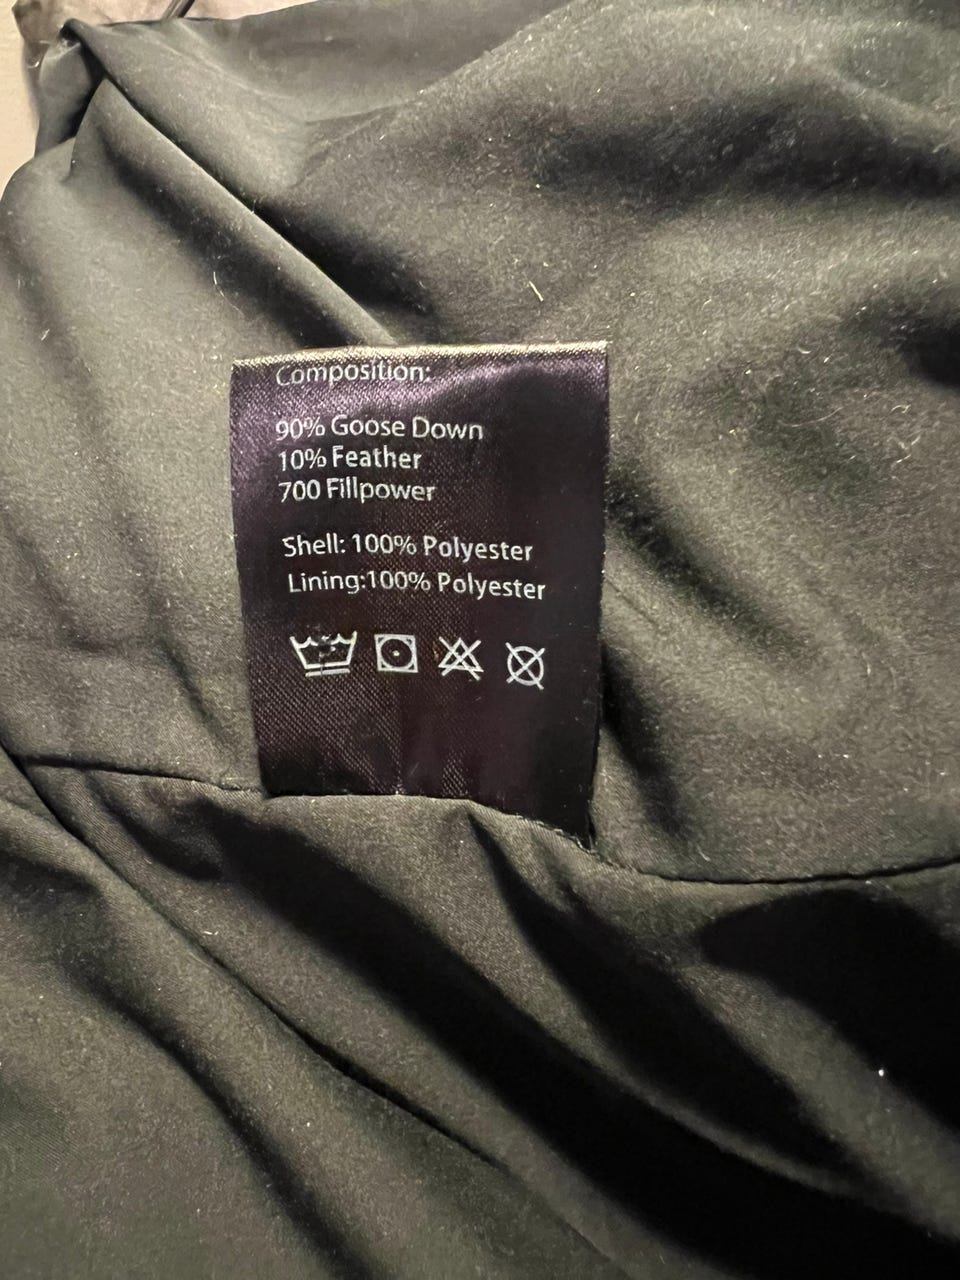 Composition:
90% Goose Down
10% Feather
700 Fillpower
Shell: 100% Polyester
Lining:100% Polyester